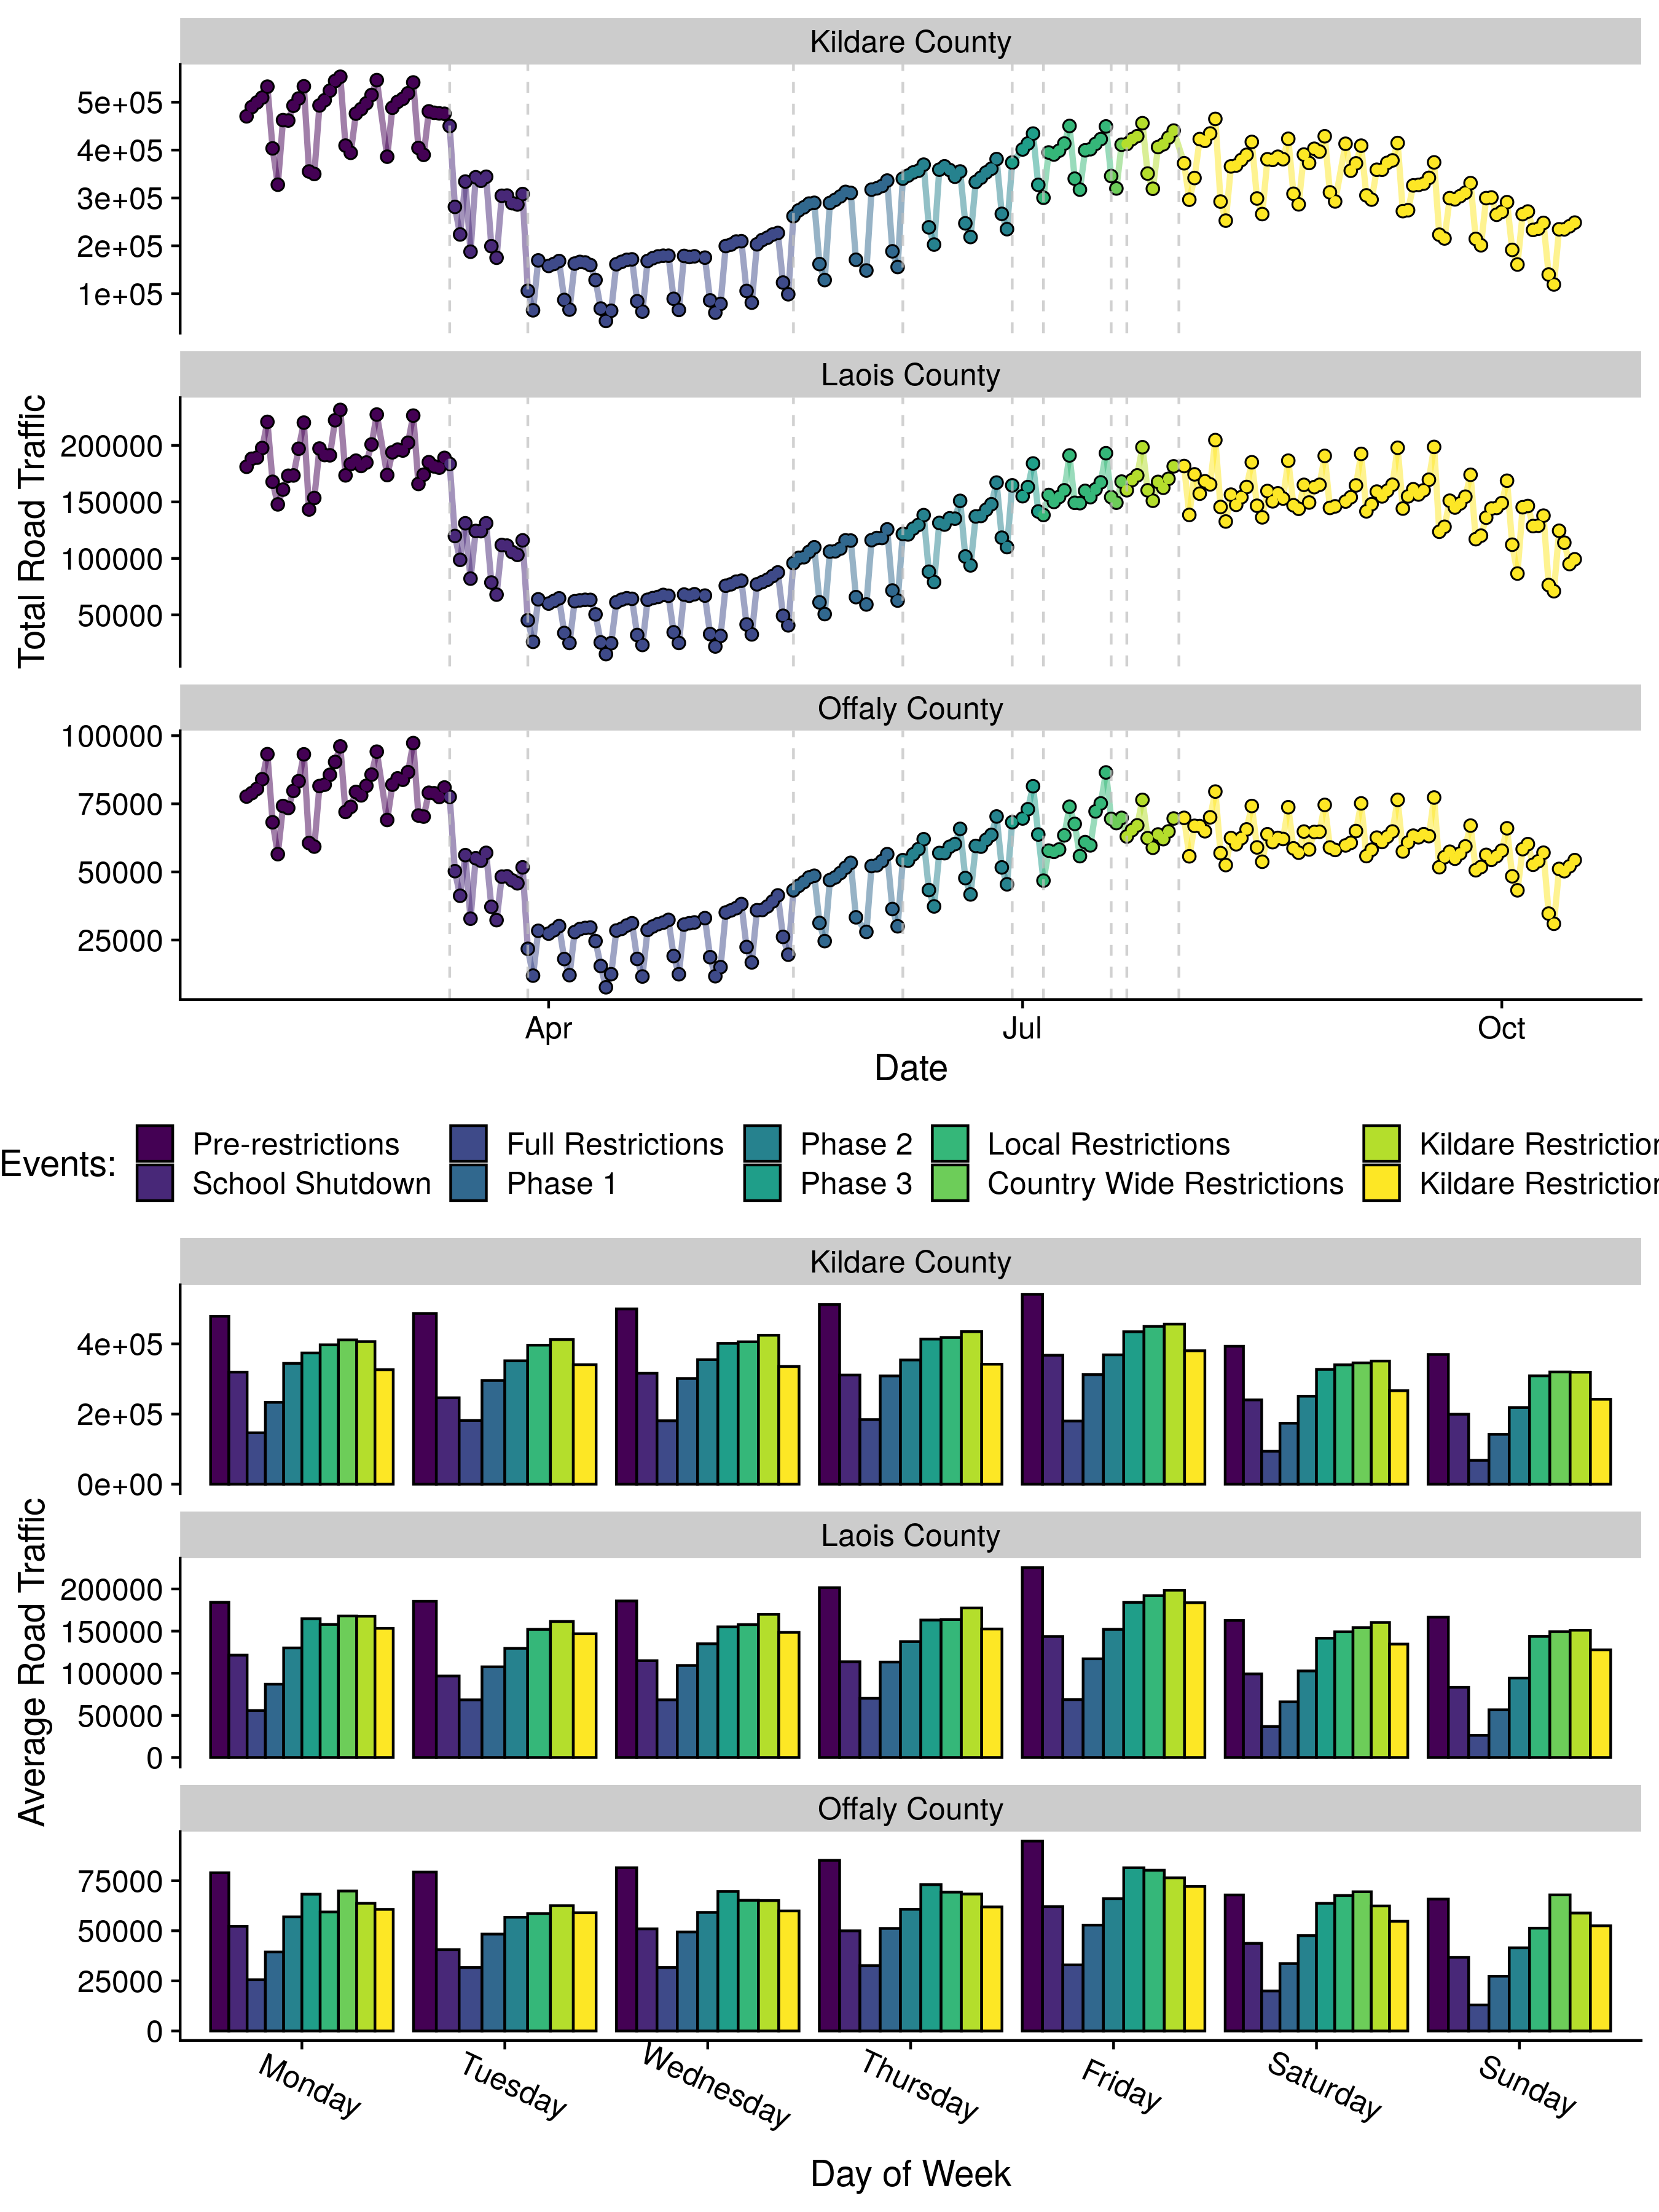 Kildare County
5e+05
4e+05
3e+05
2e+05
1e+05
Laois County
200000
150000
100000
50000
Offaly County
100000
75000
50000
25000
Total Road Traffic
Apr Jul Oct
Date
Events:
Pre-restrictions Full Restrictions Phase 2 Local Restrictions Kildare Restriction
School Shutdown Phase 1 Phase 3 Country Wide Restrictions Kildare Restriction
Kildare County
4e+05
2e+05
0e+00
Laois County
200000
150000
100000
50000
0
Offaly County
75000
50000
25000
0
Average Road Traffic
Monday Tuesday Wednesday Thursday Friday Saturday Sunday
Day of Week